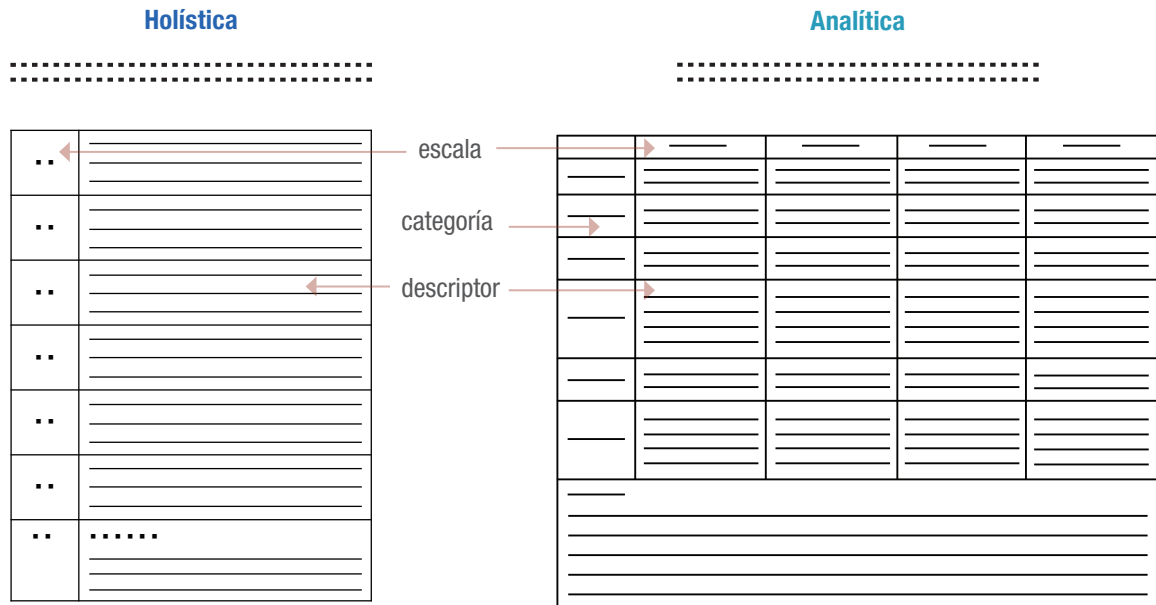 Holística
Analítica
escala
categoría
descriptor